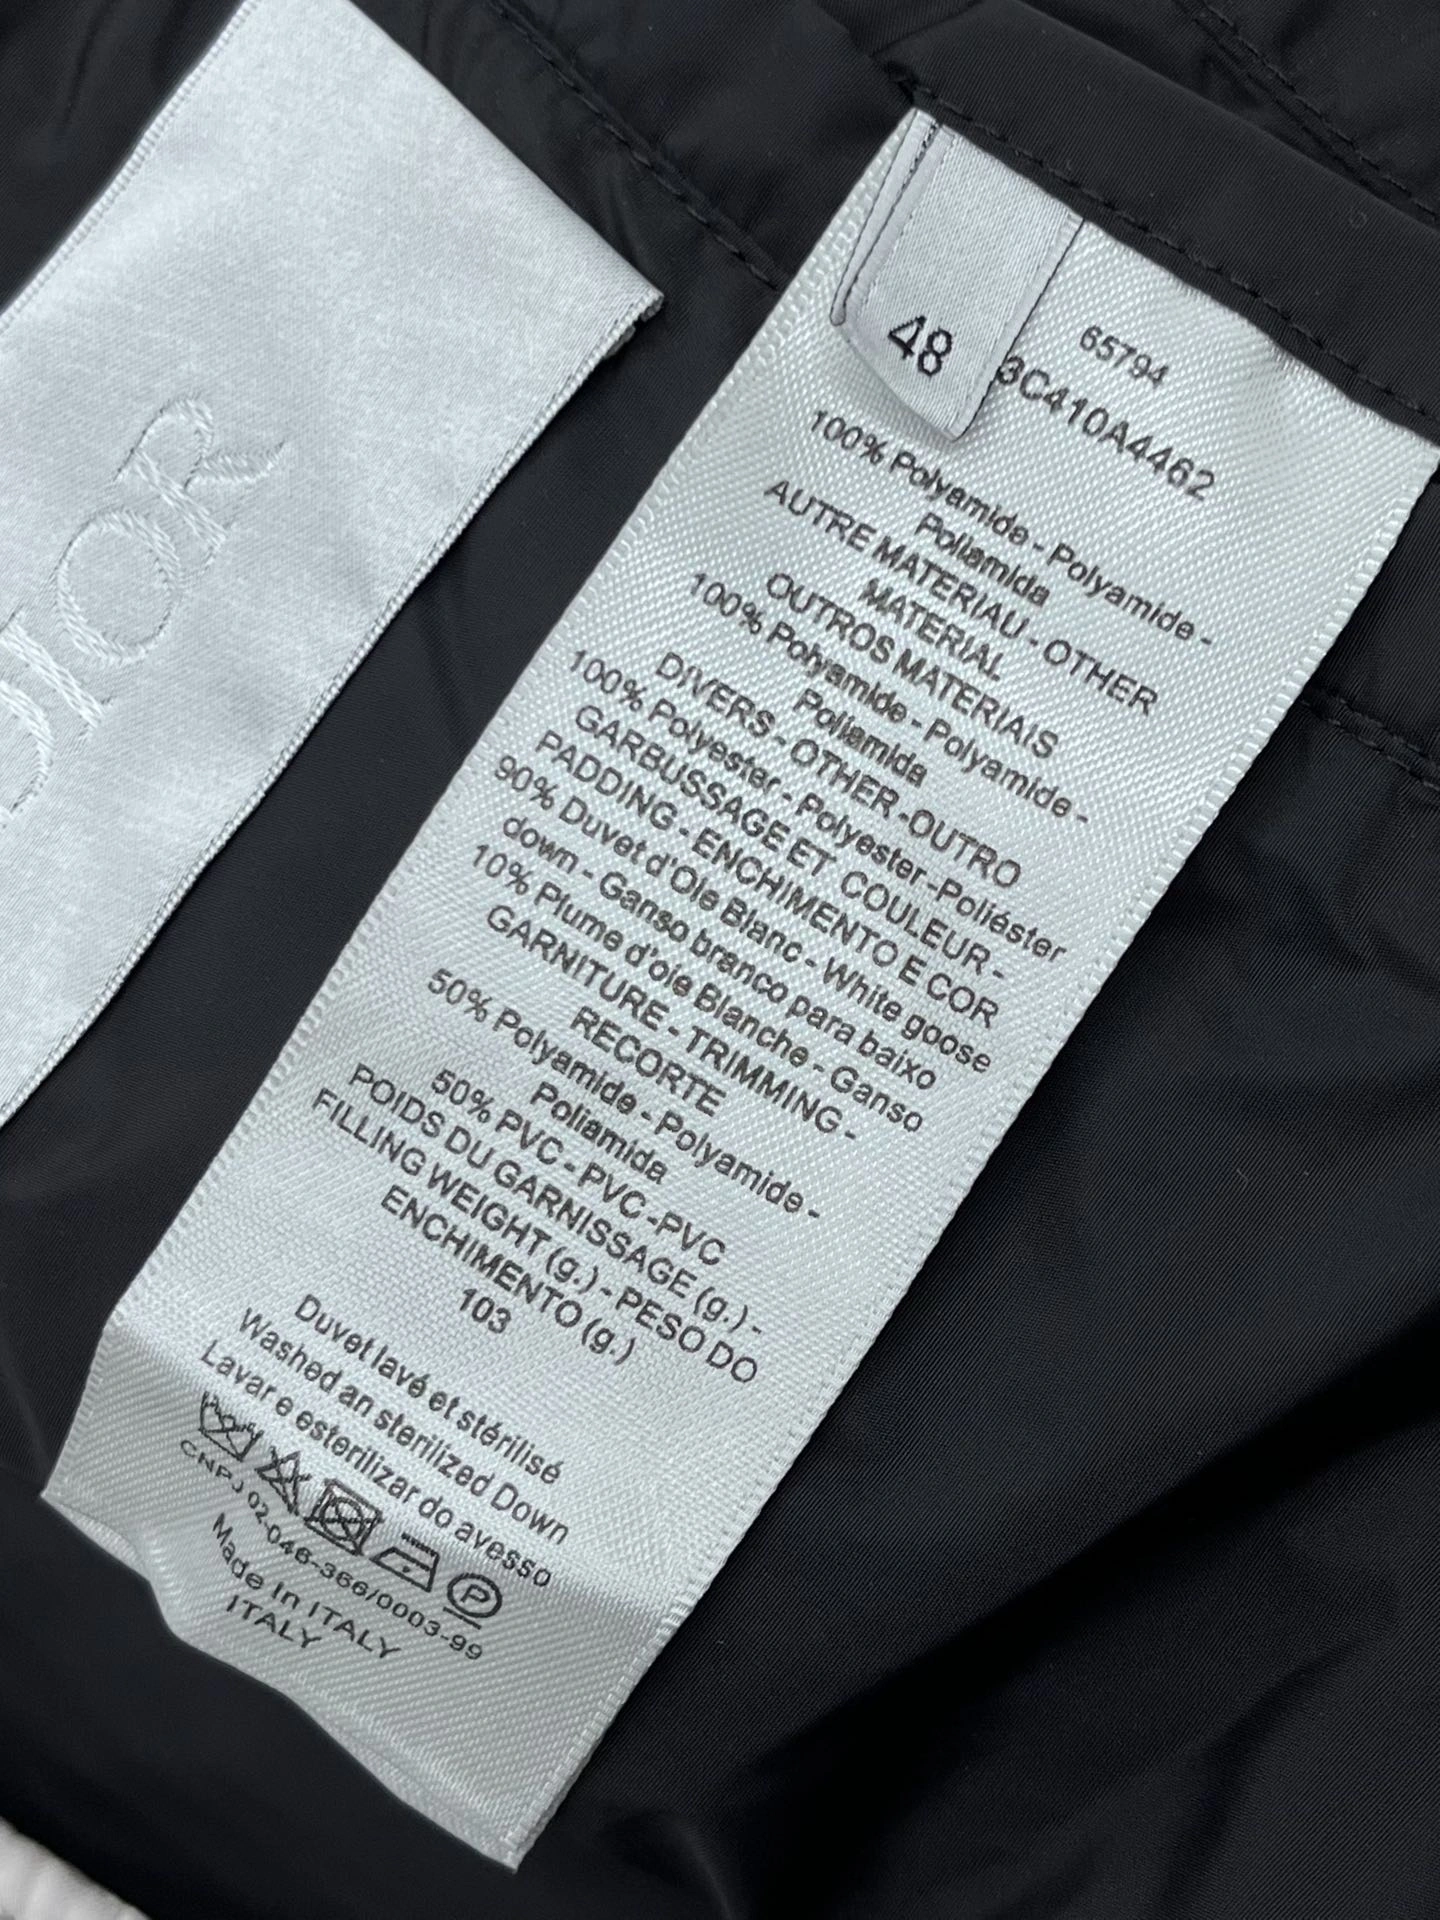 DIOR
48
65794
3C410A4462
100% Polyamide - Polyamide -
Poliamida
AUTRE MATERIAU - OTHER
MATERIAL
OUTROS MATERIAIS
100% Polyamide - Polyamide -
Poliamida
DIVERS - OTHER -OUTRO
100% Polyester - Polyester -Poliéster
GARBUSSAGE ET COULEUR -
PADDING - ENCHIMENTO E COR
90% Duvet d'Oie Blanc - White goose
down - Ganso branco para baixo
10% Plume d'oie Blanche - Ganso
GARNITURE - TRIMMING -
RECORTE
50% Polyamide - Polyamide -
Poliamida
50% PVC - PVC -PVC
POIDS DU GARNISSAGE (g.) -
FILLING WEIGHT (g.) - PESO DO
ENCHIMENTO (g.)
103
Duvet lavé et stérilisé
Washed an sterilized Down
Lavar e esterilizar do avesso
P
CNPJ 02-046-366/0003-99
Made in ITALY
ITALY